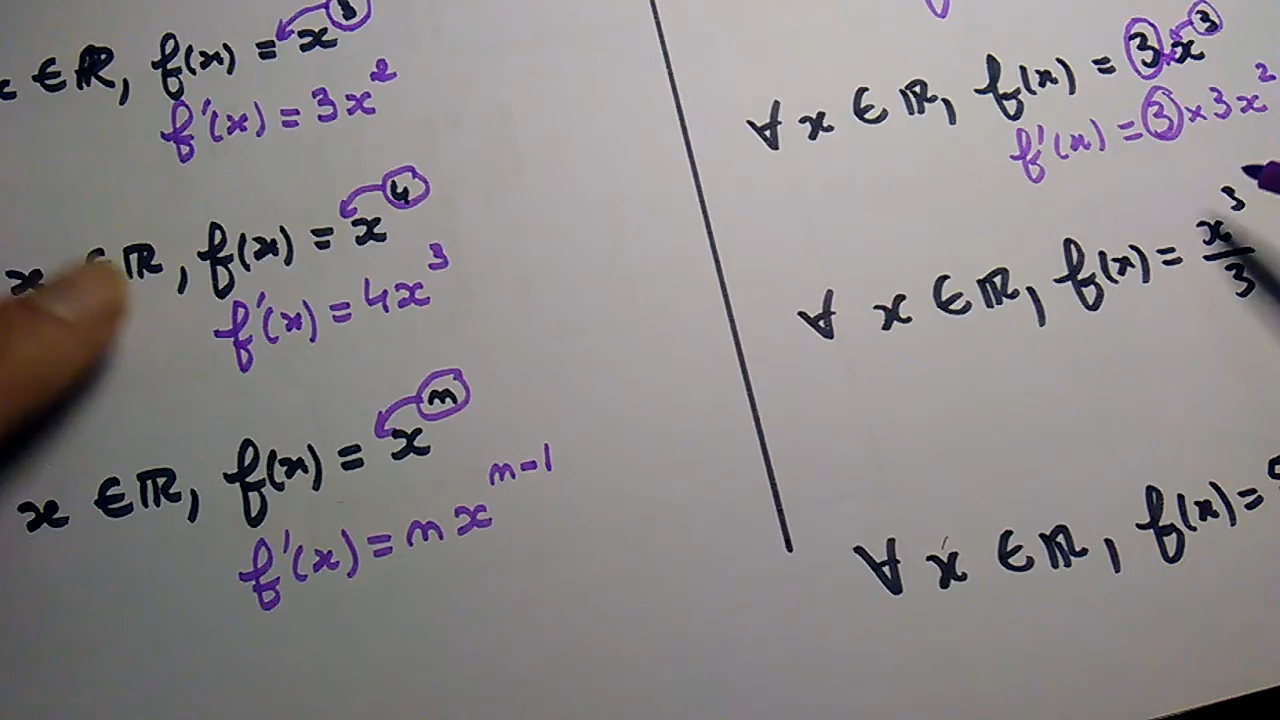 x ∈ ℝ, f(x) = x³
f'(x) = 3x²
x ∈ ℝ, f(x) = x⁴
f'(x) = 4x³
x ∈ ℝ, f(x) = xⁿ
f'(x) = n xⁿ⁻¹
∀ x ∈ ℝ, f(x) = 3x³
f'(x) = 3 × 3x²
∀ x ∈ ℝ, f(x) = x³/3
∀ x ∈ ℝ, f(x) =